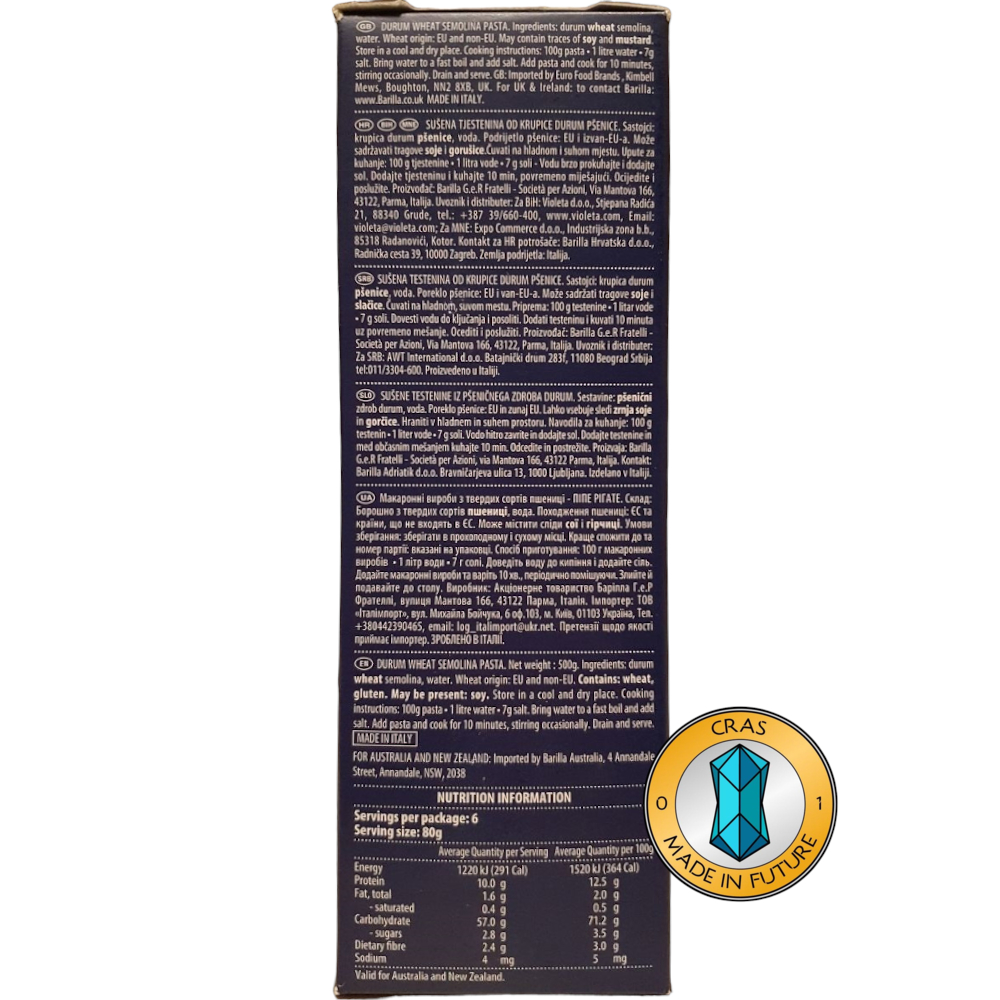 GB DURUM WHEAT SEMOLINA PASTA. Ingredients: durum wheat semolina,
water. Wheat origin: EU and non-EU. May contain traces of soy and mustard.
Store in a cool and dry place. Cooking instructions: 100g pasta • 1 litre water • 7g
salt. Bring water to a fast boil and add salt. Add pasta and cook for 10 minutes,
stirring occasionally. Drain and serve. GB: Imported by Euro Food Brands , Kimbell
Mews, Boughton, NN2 8XB, UK. For UK & Ireland: to contact Barilla:
www.Barilla.co.uk MADE IN ITALY.
HR BIH MNE SUŠENA TJESTENINA OD KRUPICE DURUM PŠENICE. Sastojci:
krupica durum pšenice, voda. Podrijetlo pšenice: EU i izvan-EU-a. Može
sadržavati tragove soje i gorušice.Čuvati na hladnom i suhom mjestu. Upute za
kuhanje: 100 g tjestenine • 1 litra vode • 7 g soli - Vodu brzo prokuhajte i dodajte
sol. Dodajte tjesteninu i kuhajte 10 min, povremeno miješajući. Ocijedite i
poslužite. Proizvođač: Barilla G.e.R Fratelli - Società per Azioni, Via Mantova 166,
43122, Parma, Italija. Uvoznik i distributer: Za BiH: Violeta d.o.o., Stjepana Radića
21, 88340 Grude, tel.: +387 39/660-400, www.violeta.com, Email:
violeta@violeta.com; Za MNE: Expo Commerce d.o.o., Industrijska zona b.b.,
85318 Radanovići, Kotor. Kontakt za HR potrošače: Barilla Hrvatska d.o.o.,
Radnička cesta 39, 10000 Zagreb. Zemlja podrijetla: Italija.
SRB SUŠENA TESTENINA OD KRUPICE DURUM PŠENICE. Sastojci: krupica durum
pšenice, voda. Poreklo pšenice: EU i van-EU-a. Može sadržati tragove soje i
slačice. Čuvati na hladnom, suvom mestu. Priprema: 100 g testenine • 1 litar vode
• 7 g soli. Dovesti vodu do ključanja i posoliti. Dodati testeninu i kuvati 10 minuta
uz povremeno mešanje. Ocediti i poslužiti. Proizvođač: Barilla G.e.R Fratelli -
Società per Azioni, Via Mantova 166, 43122, Parma, Italija. Uvoznik i distributer:
Za SRB: AWT International d.o.o. Batajnički drum 283f, 11080 Beograd Srbija
tel:011/3304-600. Proizvedeno u Italiji.
SLO SUŠENE TESTENINE IZ PŠENIČNEGA ZDROBA DURUM. Sestavine: pšenični
zdrob durum, voda. Poreklo pšenice: EU in zunaj EU. Lahko vsebuje sledi zrnja soje
in gorčice. Hraniti v hladnem in suhem prostoru. Navodila za kuhanje: 100 g
testenin • 1 liter vode • 7 g soli. Vodo hitro zavrite in dodajte sol. Dodajte testenine in
med občasnim mešanjem kuhajte 10 min. Odcedite in postrežite. Proizvaja: Barilla
G.e.R Fratelli - Società per Azioni, via Mantova 166, 43122 Parma, Italija. Kontakt:
Barilla Adriatik d.o.o. Bravničarjeva ulica 13, 1000 Ljubljana. Izdelano v Italiji.
UA Макаронні вироби з твердих сортів пшениці - ПІПЕ РІГАТЕ. Склад:
Борошно з твердих сортів пшениці, вода. Походження пшениці: ЄС та
країни, що не входять в ЄС. Може містити сліди сої і гірчиці. Умови
зберігання: зберігати в прохолодному і сухому місці. Краще спожити до та
номер партії: вказані на упаковці. Спосіб приготування: 100 г макаронних
виробів • 1 літр води • 7 г солі. Доведіть воду до кипіння і додайте сіль.
Додайте макаронні вироби та варіть 10 хв., періодично помішуючи. Злийте й
подавайте до столу. Виробник: Акціонерне товариство Барілла Г.е.Р
Фрателлі, вулиця Мантова 166, 43122 Парма, Італія. Імпортер: ТОВ
«Італімпорт», вул. Михайла Бойчука, 6 оф.103, м. Київ, 01103 Україна, Тел.
+380442390465, email: log_italimport@ukr.net. Претензії щодо якості
приймає імпортер. ЗРОБЛЕНО В ІТАЛІЇ.
EN DURUM WHEAT SEMOLINA PASTA. Net weight : 500g. Ingredients: durum
wheat semolina, water. Wheat origin: EU and non-EU. Contains: wheat,
gluten. May be present: soy. Store in a cool and dry place. Cooking
instructions: 100g pasta • 1 litre water • 7g salt. Bring water to a fast boil and add
salt. Add pasta and cook for 10 minutes, stirring occasionally. Drain and serve.
MADE IN ITALY
FOR AUSTRALIA AND NEW ZEALAND: Imported by Barilla Australia, 4 Annandale
Street, Annandale, NSW, 2038
NUTRITION INFORMATION
Servings per package: 6
Serving size: 80g
Average Quantity per Serving Average Quantity per 100g
Energy 1220 kJ (291 Cal) 1520 kJ (364 Cal)
Protein 10.0 g 12.5 g
Fat, total 1.6 g 2.0 g
- saturated 0.4 g 0.5 g
Carbohydrate 57.0 g 71.2 g
- sugars 2.8 g 3.5 g
Dietary fibre 2.4 g 3.0 g
Sodium 4 mg 5 mg
Valid for Australia and New Zealand.
CRAS
0 1
MADE IN FUTURE